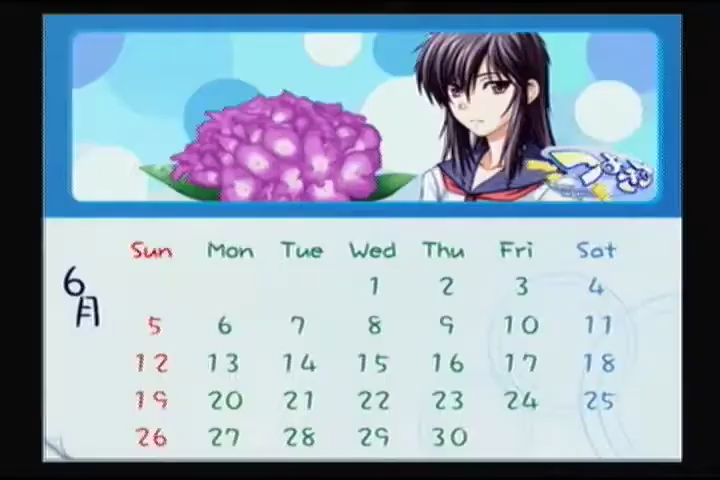 Sun Mon Tue Wed Thu Fri Sat
6月
1 2 3 4
5 6 7 8 9 10 11
12 13 14 15 16 17 18
19 20 21 22 23 24 25
26 27 28 29 30